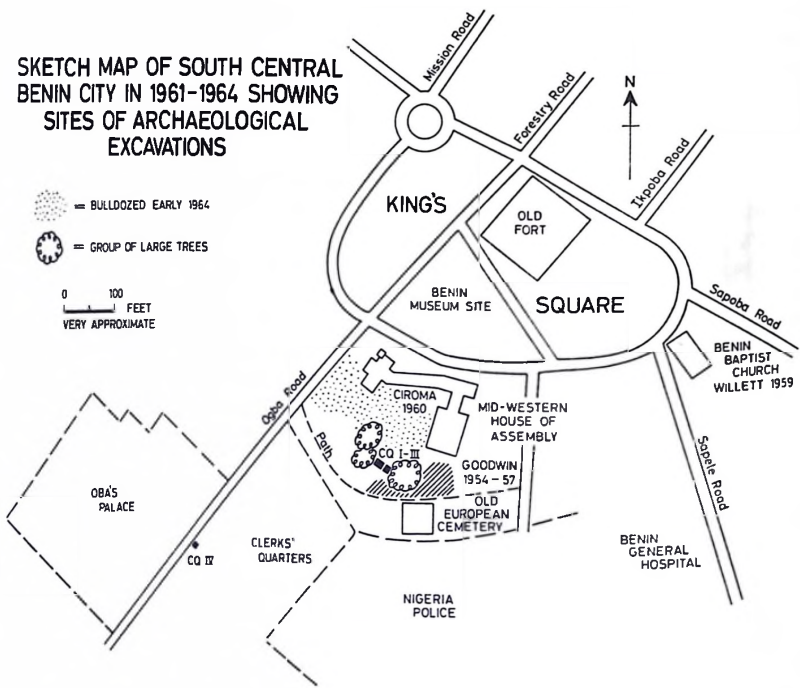 SKETCH MAP OF SOUTH CENTRAL
BENIN CITY IN 1961-1964 SHOWING
SITES OF ARCHAEOLOGICAL
EXCAVATIONS
= BULLDOZED EARLY 1964
= GROUP OF LARGE TREES
0 100
FEET
VERY APPROXIMATE
Mission Road
Forestry Road
N
Ikpoba Road
KING'S
OLD
FORT
BENIN
MUSEUM SITE
SQUARE
Sapoba Road
BENIN
BAPTIST
CHURCH
WILLETT 1959
Ogba Road
CIROMA
1960
MID-WESTERN
HOUSE OF
ASSEMBLY
Path
CQ I-III
GOODWIN
1954-57
Sapele Road
OBA'S
PALACE
OLD
EUROPEAN
CEMETERY
CQ IV
CLERKS'
QUARTERS
BENIN
GENERAL
HOSPITAL
NIGERIA
POLICE